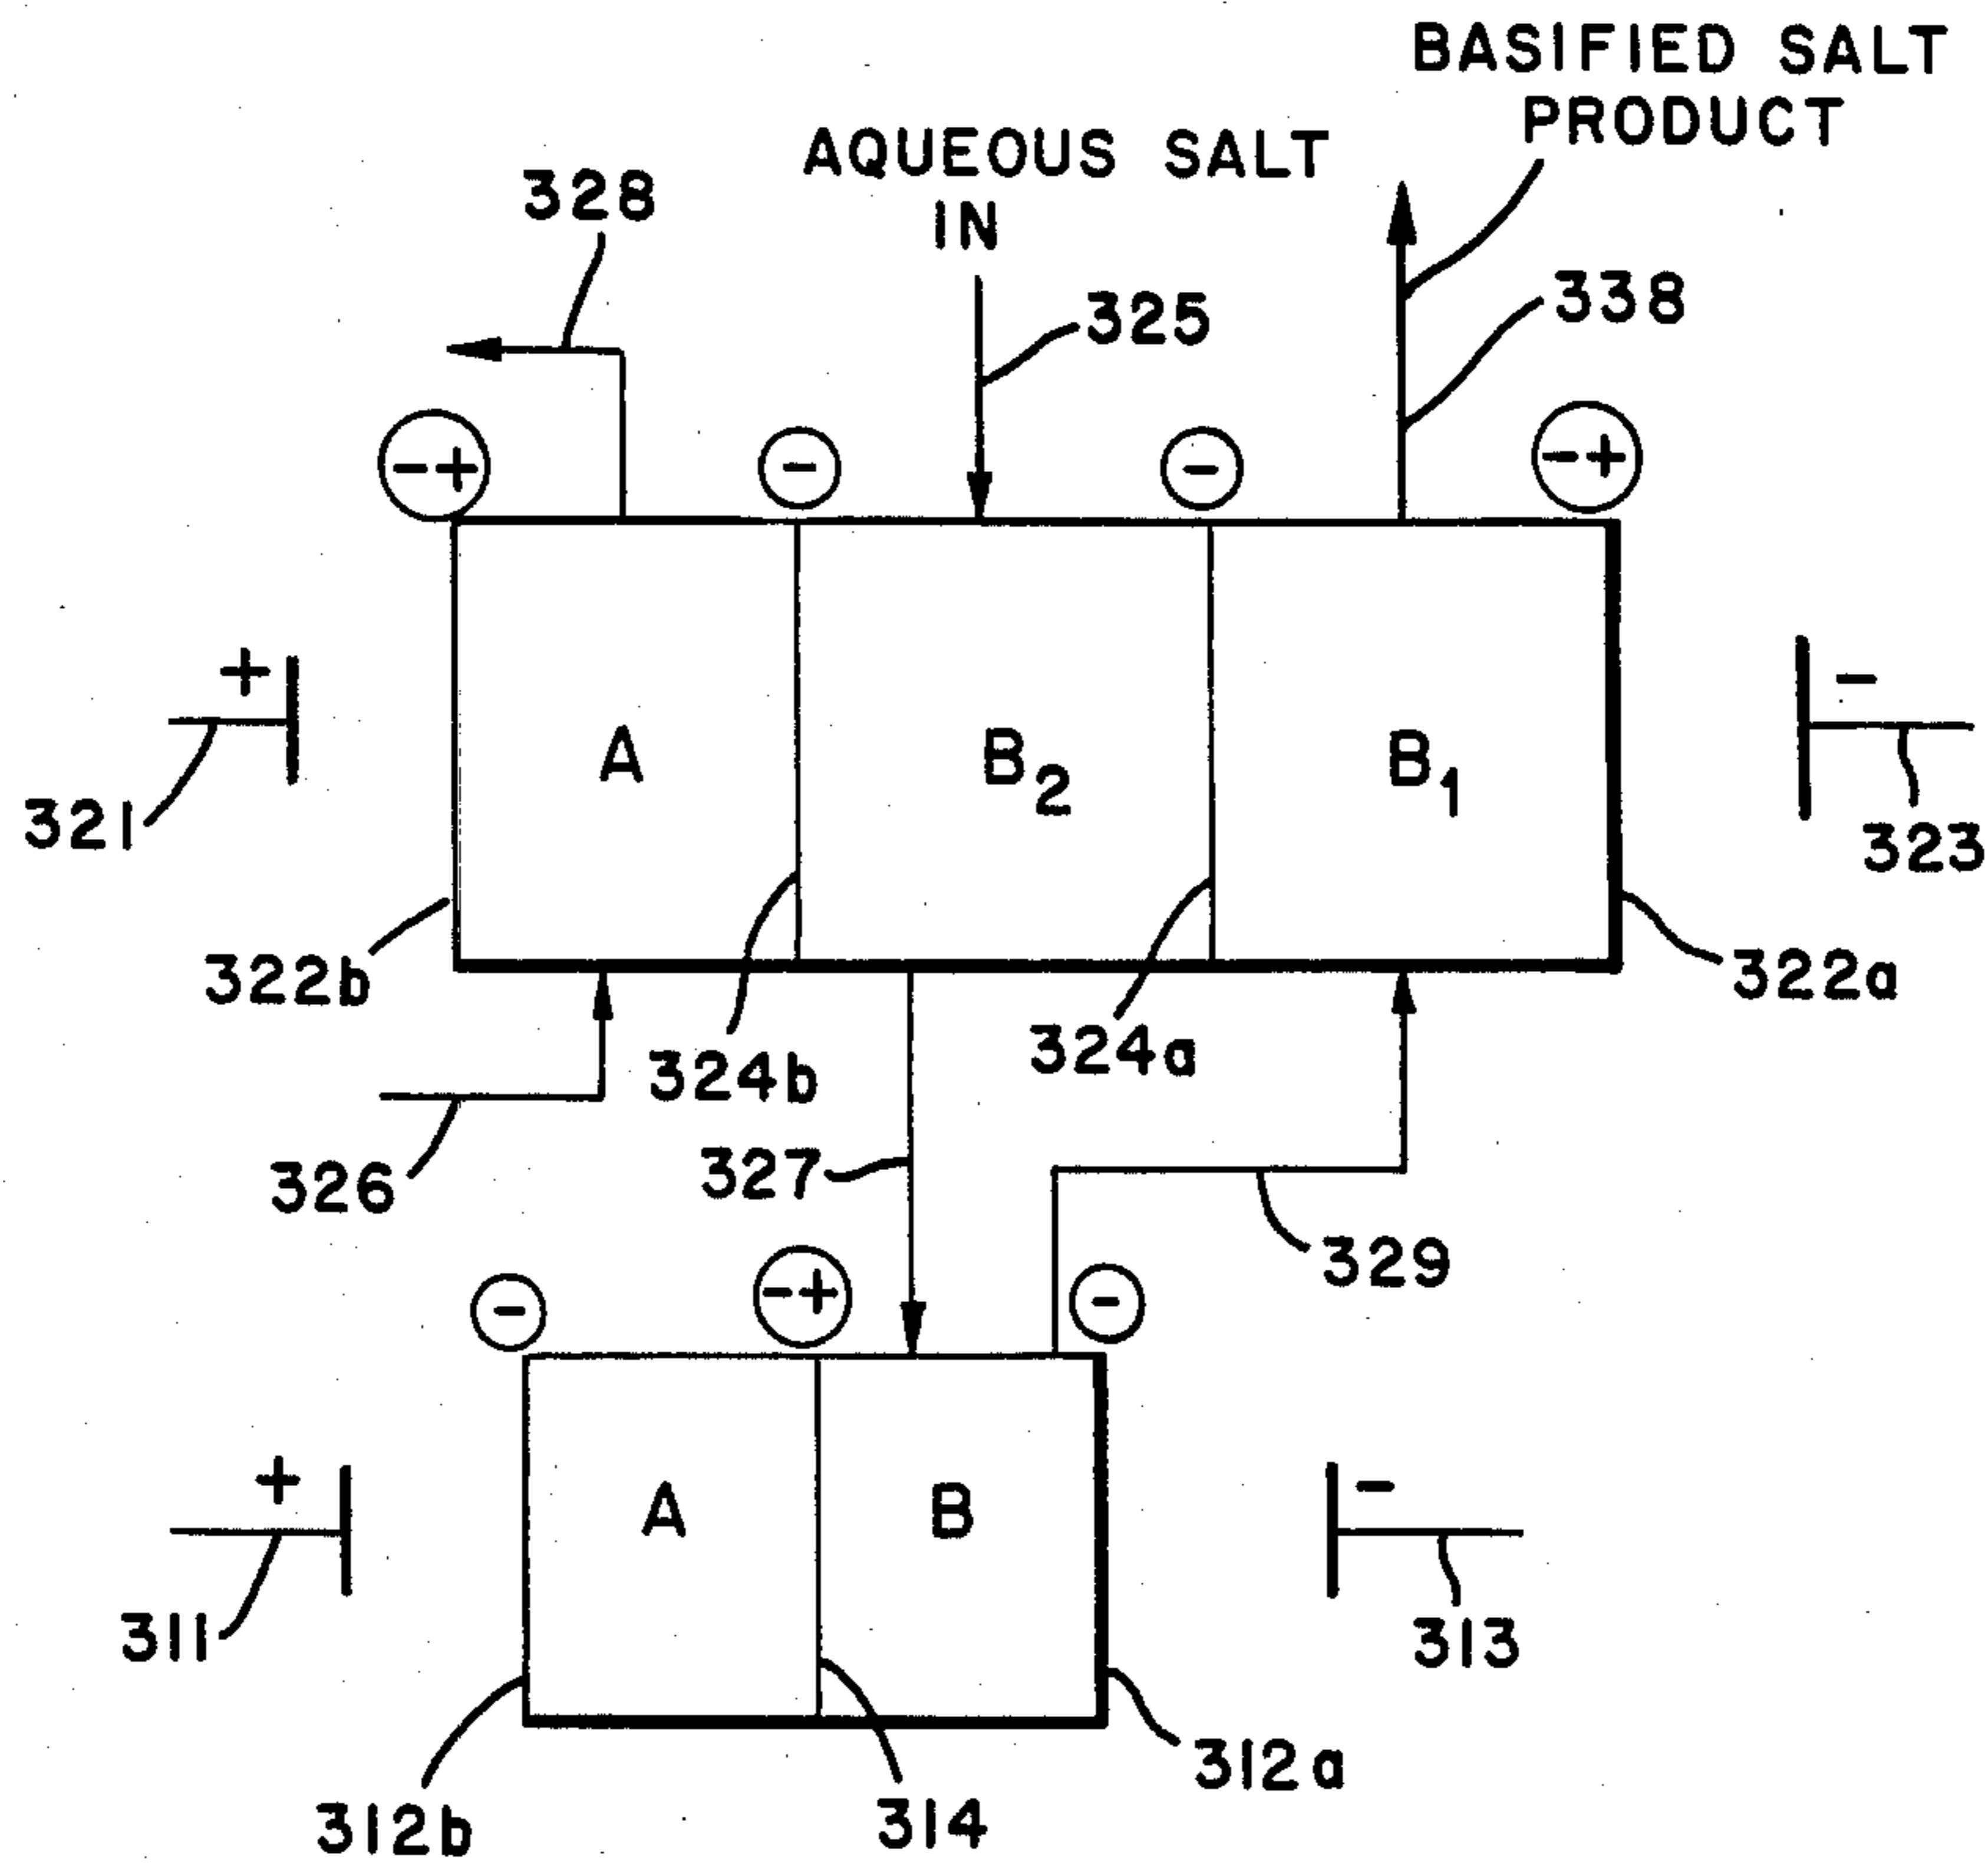 BASIFIED SALT
PRODUCT
AQUEOUS SALT
IN
328
325
338
-+
-
-
-+
+
-
A
B2
B1
321
323
322b
324b
324a
322a
326
327
329
-
-+
-
+
-
A
B
311
313
312b
314
312a